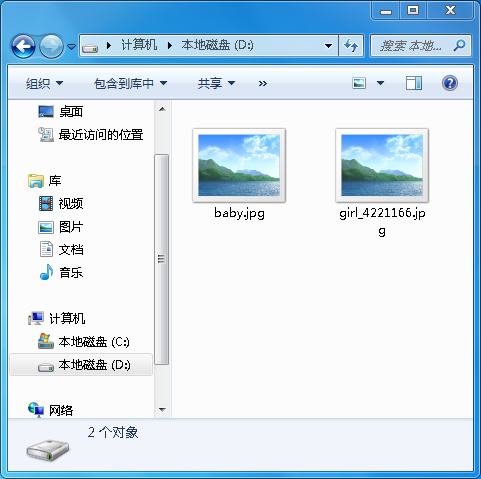 计算机
本地磁盘 (D:)
搜索 本地...
组织
包含到库中
共享
»
桌面
最近访问的位置
库
视频
图片
文档
音乐
计算机
本地磁盘 (C:)
本地磁盘 (D:)
网络
baby.jpg
girl_4221166.jp
g
2 个对象